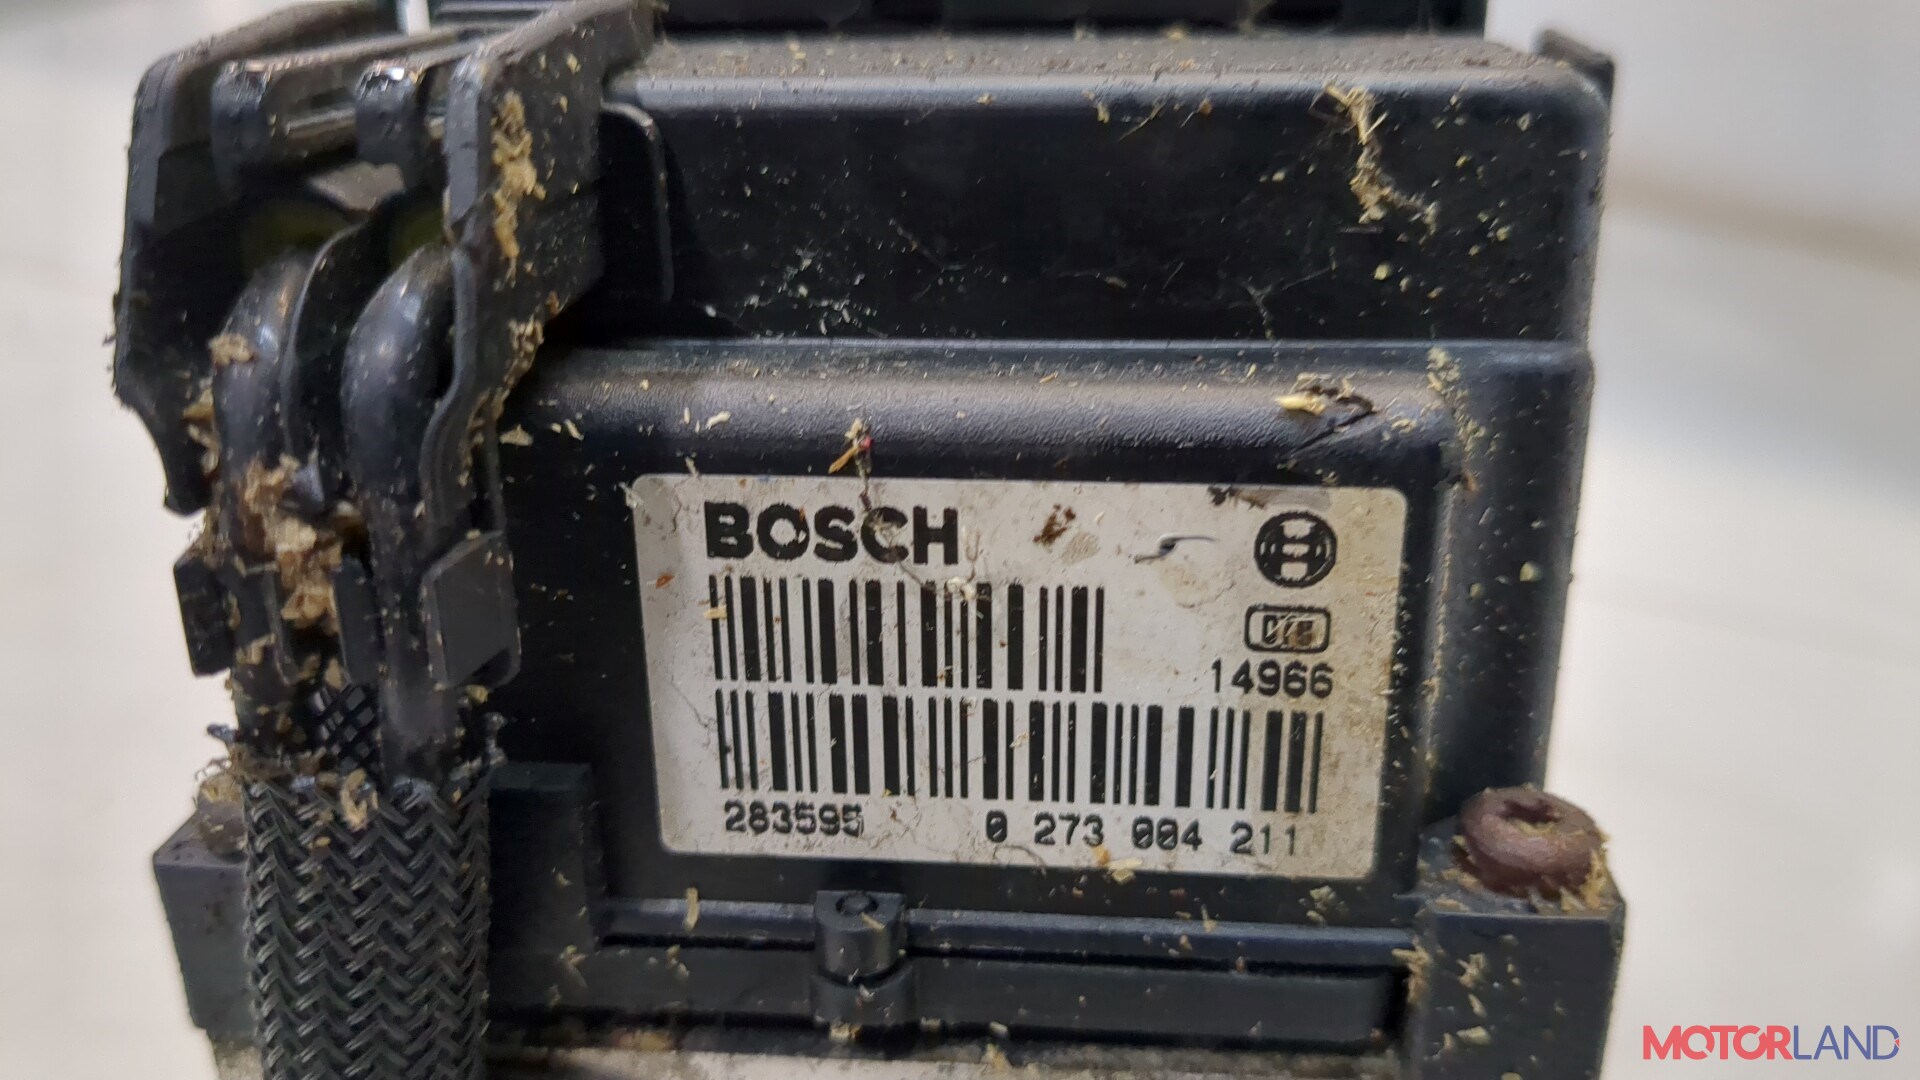 BOSCH
14966
283595 0 273 004 211
MOTORLAND